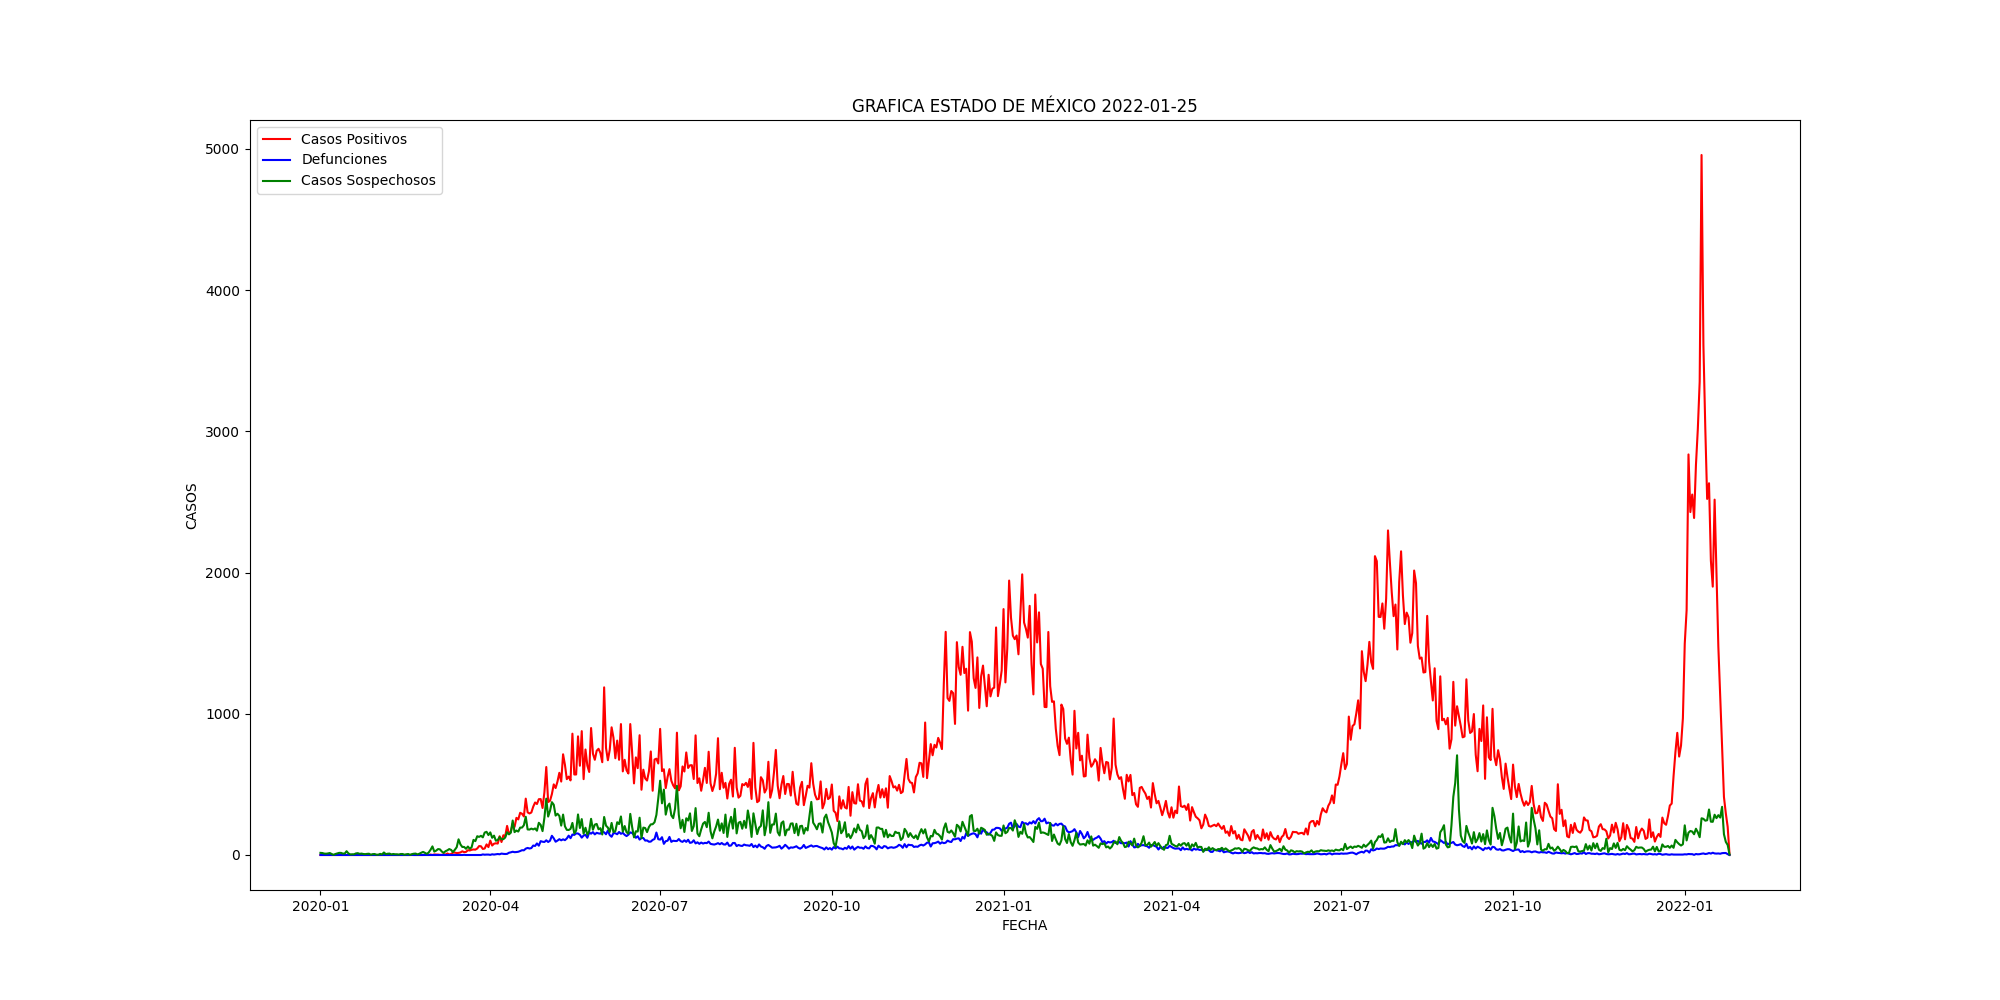 GRAFICA ESTADO DE MÉXICO 2022-01-25
Casos Positivos
Defunciones
Casos Sospechosos
5000
4000
3000
2000
1000
0
CASOS
2020-01
2020-04
2020-07
2020-10
2021-01
2021-04
2021-07
2021-10
2022-01
FECHA